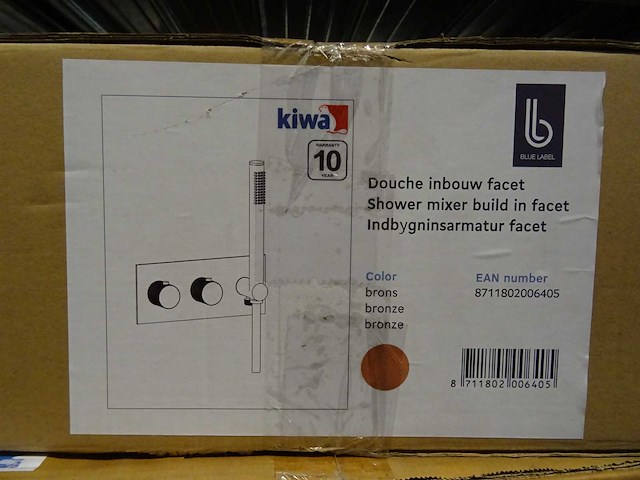 kiwa
WARRANTY
10
YEAR
BLUE LABEL
Douche inbouw facet
Shower mixer build in facet
Indbygninsarmatur facet
Color
EAN number
brons
8711802006405
bronze
bronze
8 711802 006405